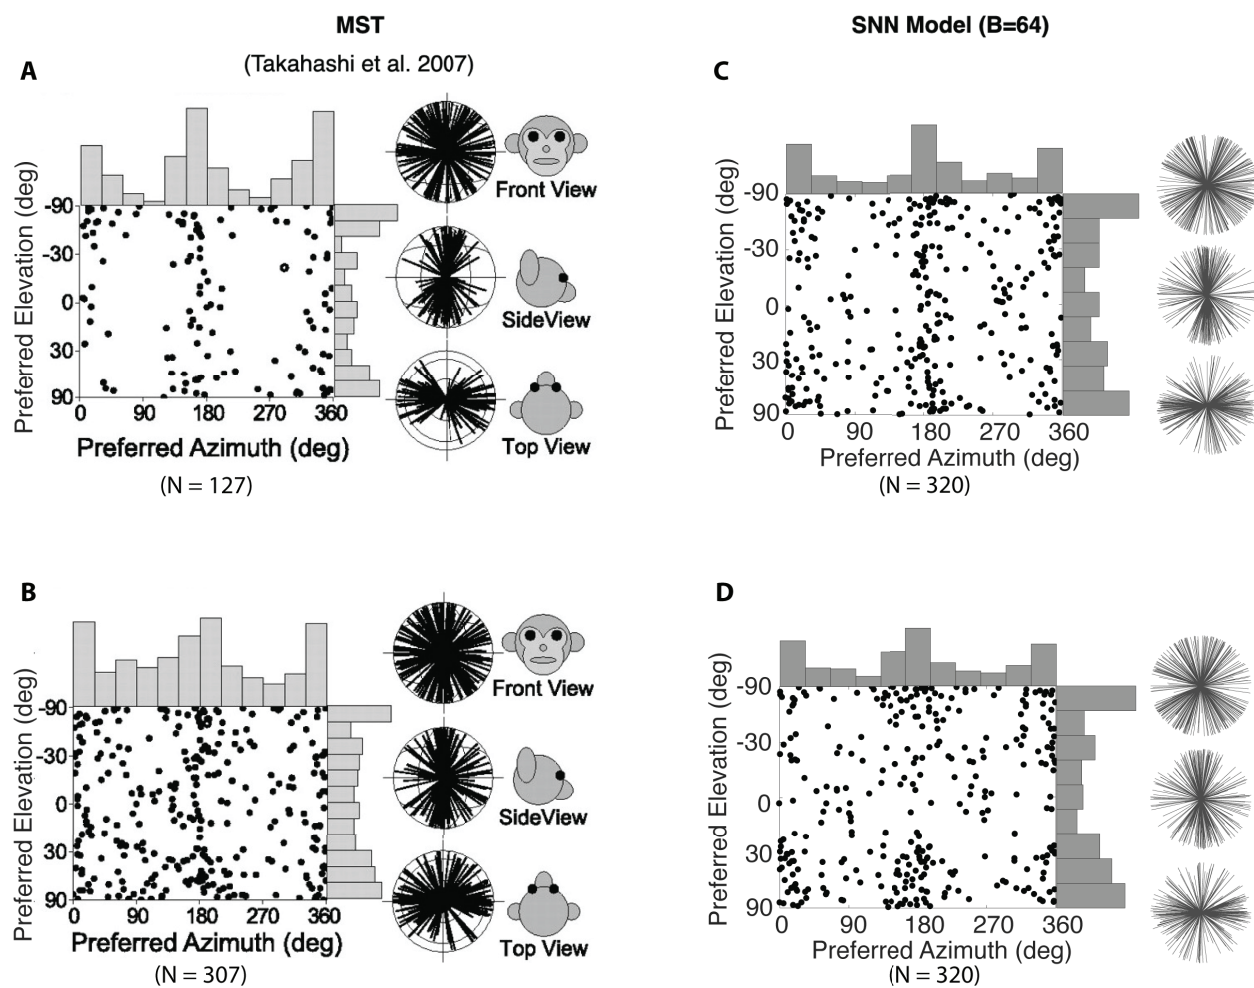 MST
(Takahashi et al. 2007)
SNN Model (B=64)
A
Front View
SideView
Top View
Preferred Elevation (deg)
-90
-30
0
30
90
0 90 180 270 360
Preferred Azimuth (deg)
(N = 127)
C
Preferred Elevation (deg)
-90
-30
0
30
90
0 90 180 270 360
Preferred Azimuth (deg)
(N = 320)
B
Front View
SideView
Top View
Preferred Elevation (deg)
-90
-30
0
30
90
0 90 180 270 360
Preferred Azimuth (deg)
(N = 307)
D
Preferred Elevation (deg)
-90
-30
0
30
90
0 90 180 270 360
Preferred Azimuth (deg)
(N = 320)